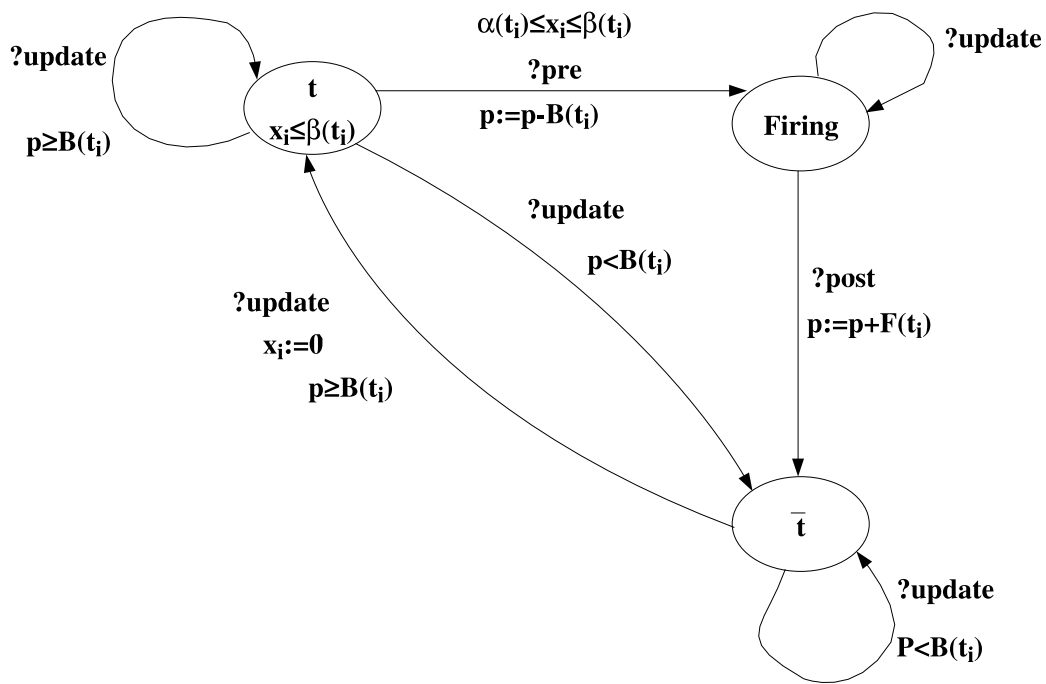 α(tᵢ)≤xᵢ≤β(tᵢ)
?update
?update
?pre
t
p:=p-B(tᵢ)
xᵢ≤β(tᵢ)
Firing
p≥B(tᵢ)
?update
p<B(tᵢ)
?post
p:=p+F(tᵢ)
?update
xᵢ:=0
p≥B(tᵢ)
t̅
?update
P<B(tᵢ)